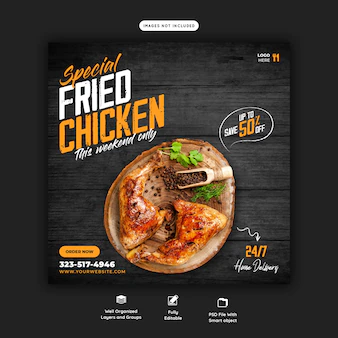 IMAGES NOT INCLUDED
LOGO
HERE
Special
FRIED
CHICKEN
This weekend only
UP TO
SAVE 50% OFF
ORDER NOW
323-517-4946
WWW.YOURWEBSITE.COM
24/7
Home Delivery
Well Organized
Layers and Groups
Fully
Editable
PSD File With
Smart object